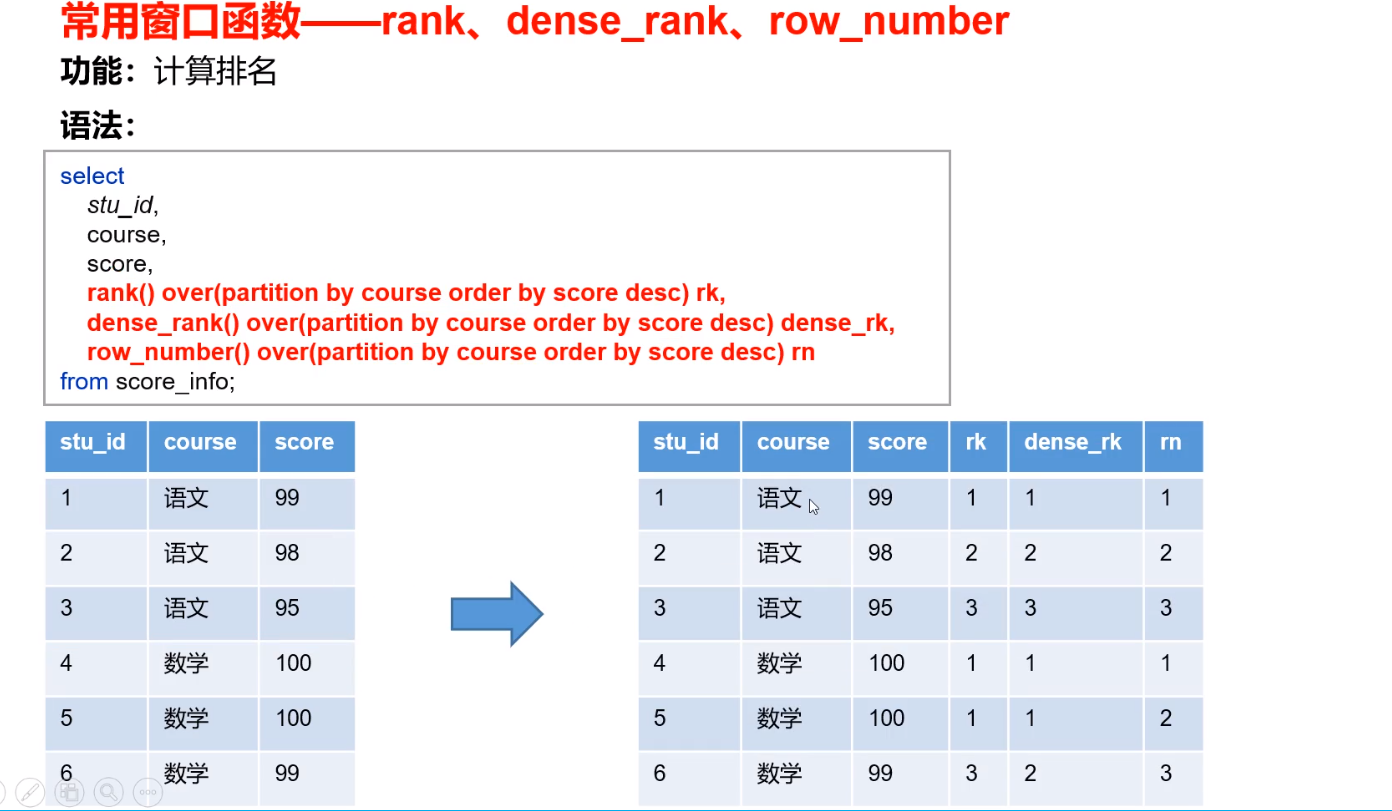 常用窗口函数——rank、dense_rank、row_number
功能：计算排名
语法：
select
stu_id,
course,
score,
rank() over(partition by course order by score desc) rk,
dense_rank() over(partition by course order by score desc) dense_rk,
row_number() over(partition by course order by score desc) rn
from score_info;
stu_id course score
1 语文 99
2 语文 98
3 语文 95
4 数学 100
5 数学 100
6 数学 99
stu_id course score rk dense_rk rn
1 语文 99 1 1 1
2 语文 98 2 2 2
3 语文 95 3 3 3
4 数学 100 1 1 1
5 数学 100 1 1 2
6 数学 99 3 2 3